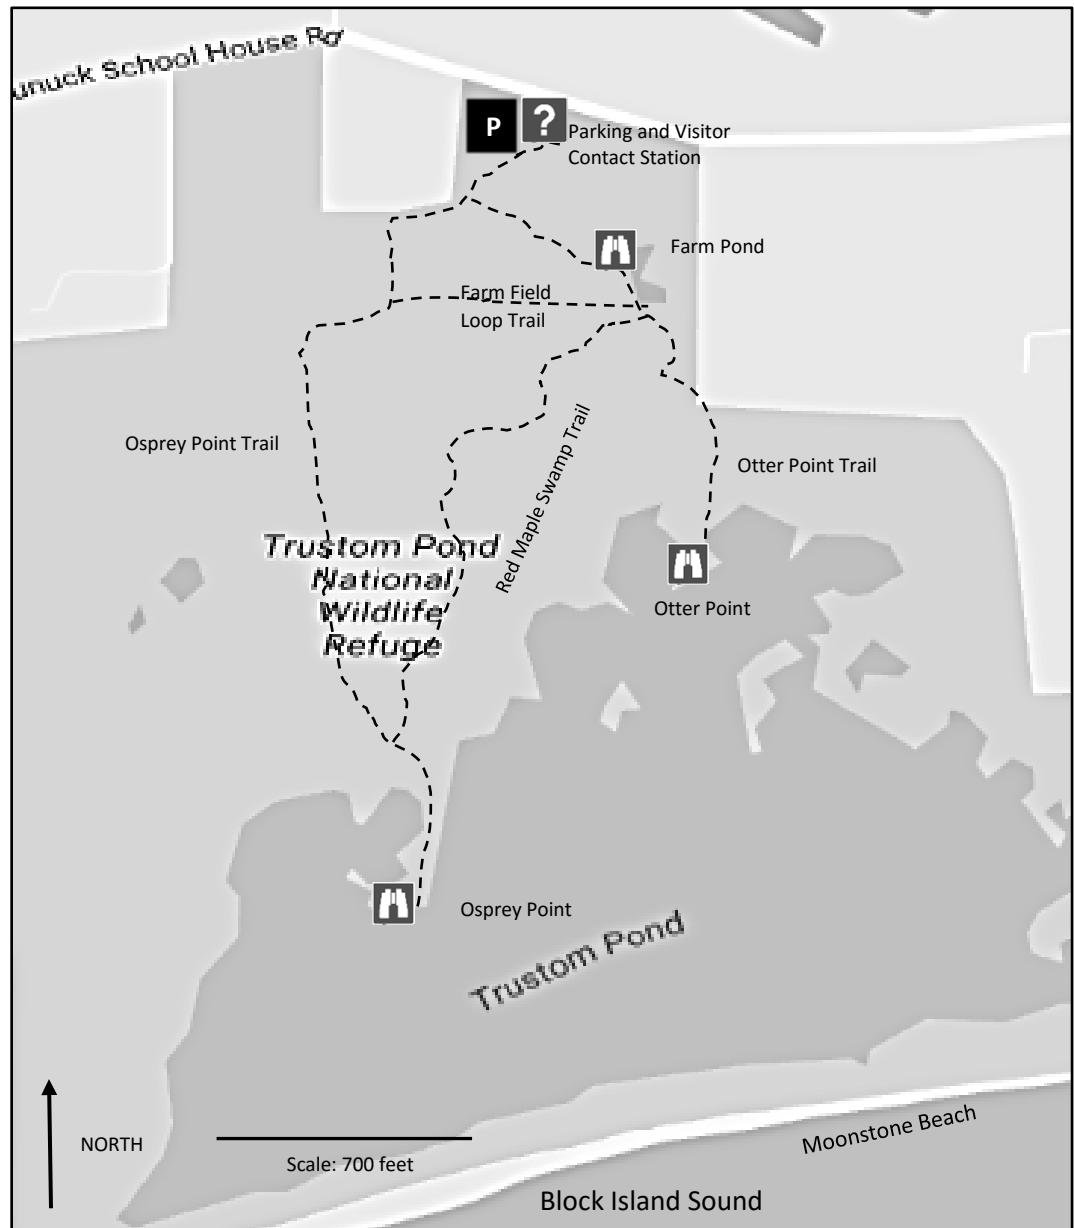 unuck School House Rd
P
?
Parking and Visitor
Contact Station
Farm Pond
Farm Field
Loop Trail
Osprey Point Trail
Red Maple Swamp Trail
Otter Point Trail
Trustom Pond
National
Wildlife
Refuge
Otter Point
Osprey Point
Trustom Pond
NORTH
Scale: 700 feet
Moonstone Beach
Block Island Sound